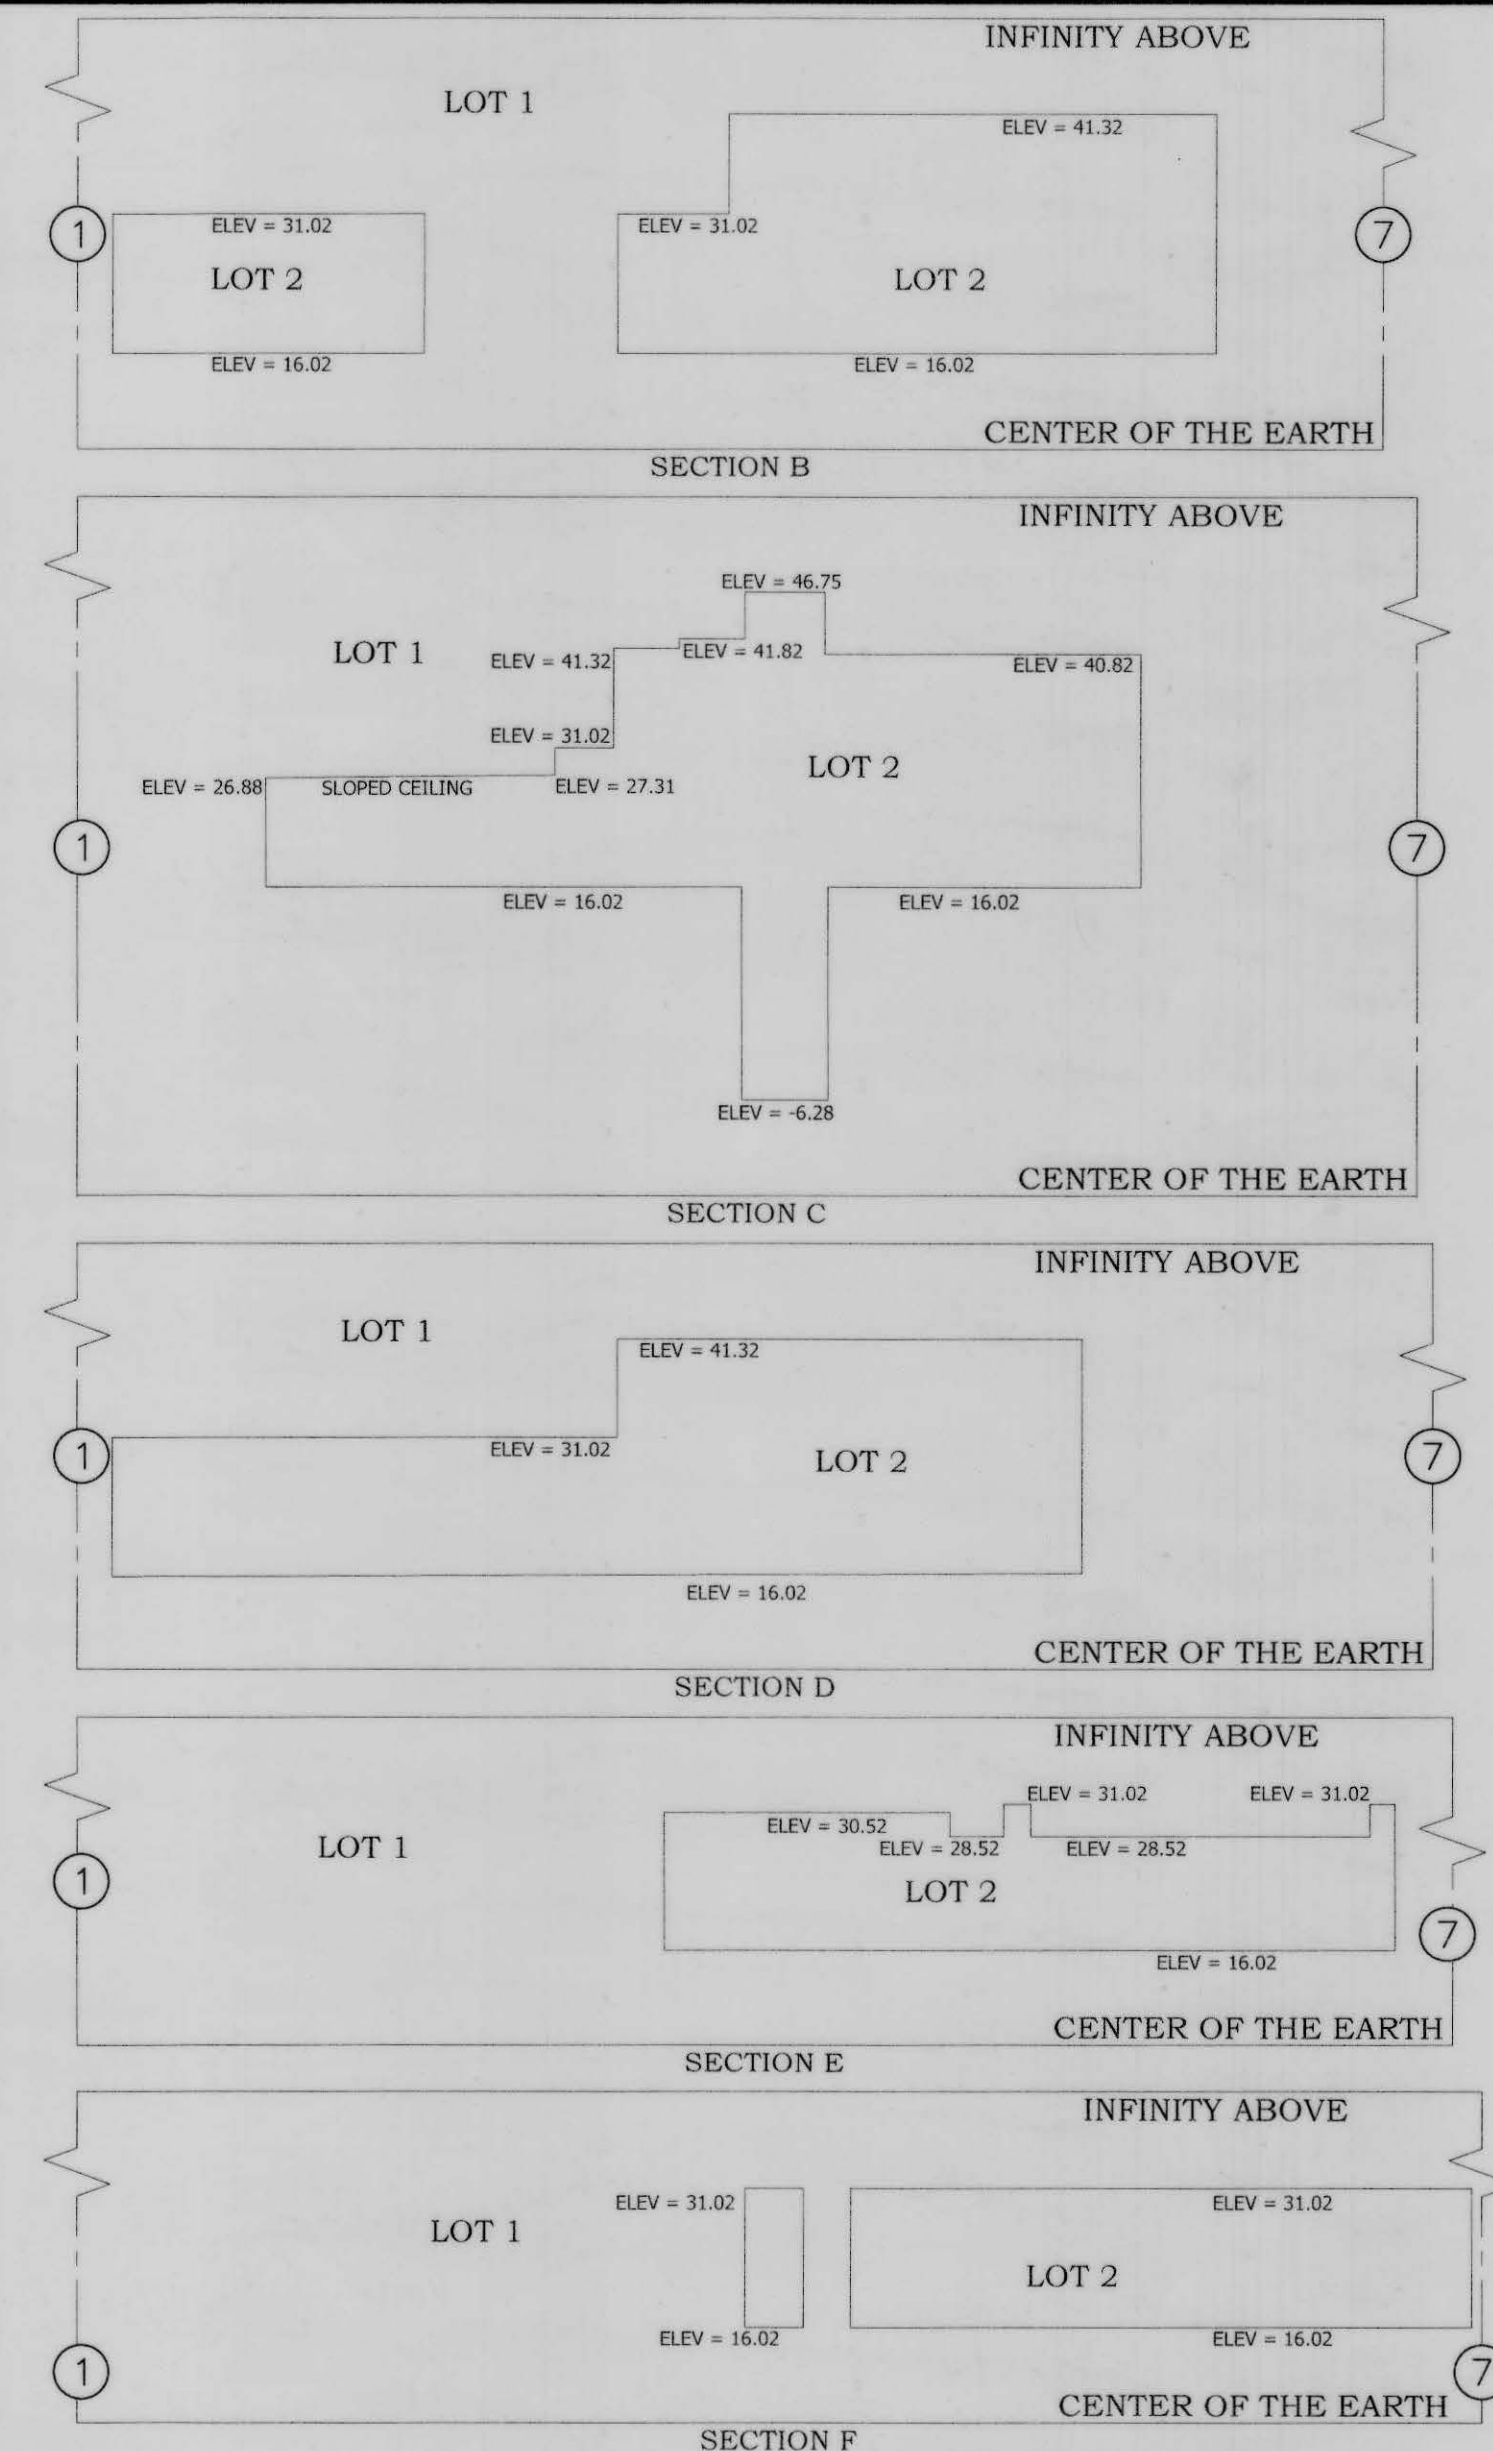 INFINITY ABOVE
LOT 1
ELEV = 41.32
1
ELEV = 31.02
ELEV = 31.02
7
LOT 2
LOT 2
ELEV = 16.02
ELEV = 16.02
CENTER OF THE EARTH
SECTION B
INFINITY ABOVE
ELEV = 46.75
LOT 1
ELEV = 41.32
ELEV = 41.82
ELEV = 40.82
ELEV = 31.02
LOT 2
ELEV = 26.88
SLOPED CEILING
ELEV = 27.31
1
7
ELEV = 16.02
ELEV = 16.02
ELEV = -6.28
CENTER OF THE EARTH
SECTION C
INFINITY ABOVE
LOT 1
ELEV = 41.32
1
ELEV = 31.02
LOT 2
7
ELEV = 16.02
CENTER OF THE EARTH
SECTION D
INFINITY ABOVE
ELEV = 31.02
ELEV = 31.02
LOT 1
ELEV = 30.52
ELEV = 28.52
ELEV = 28.52
1
LOT 2
7
ELEV = 16.02
CENTER OF THE EARTH
SECTION E
INFINITY ABOVE
ELEV = 31.02
ELEV = 31.02
LOT 1
LOT 2
ELEV = 16.02
ELEV = 16.02
1
7
CENTER OF THE EARTH
SECTION F